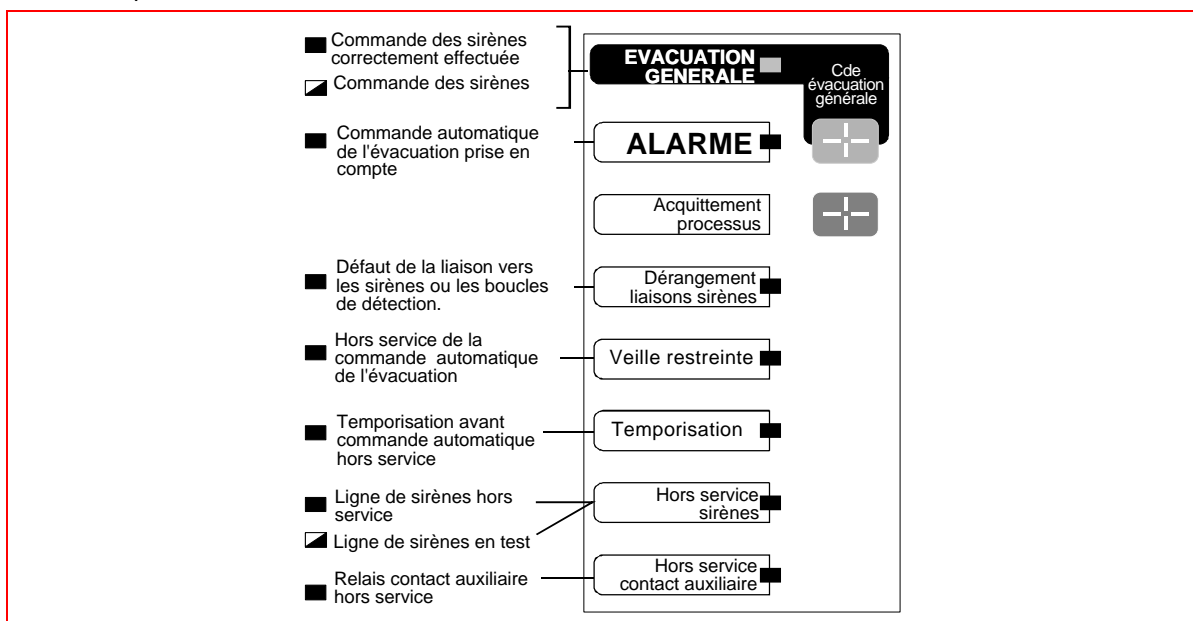 Commande des sirènes
correctement effectuée
Commande des sirènes
EVACUATION
GENERALE
Cde
évacuation
générale
Commande automatique
de l'évacuation prise en
compte
ALARME
Acquittement
processus
Défaut de la liaison vers
les sirènes ou les boucles
de détection.
Dérangement
liaisons sirènes
Hors service de la
commande automatique
de l'évacuation
Veille restreinte
Temporisation avant
commande automatique
hors service
Temporisation
Ligne de sirènes hors
service
Ligne de sirènes en test
Hors service
sirènes
Relais contact auxiliaire
hors service
Hors service
contact auxiliaire